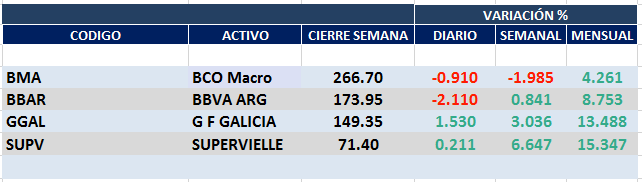 VARIACIÓN %
CODIGO ACTIVO CIERRE SEMANA DIARIO SEMANAL MENSUAL
BMA BCO Macro 266.70 -0.910 -1.985 4.261
BBAR BBVA ARG 173.95 -2.110 0.841 8.753
GGAL G F GALICIA 149.35 1.530 3.036 13.488
SUPV SUPERVIELLE 71.40 0.211 6.647 15.347